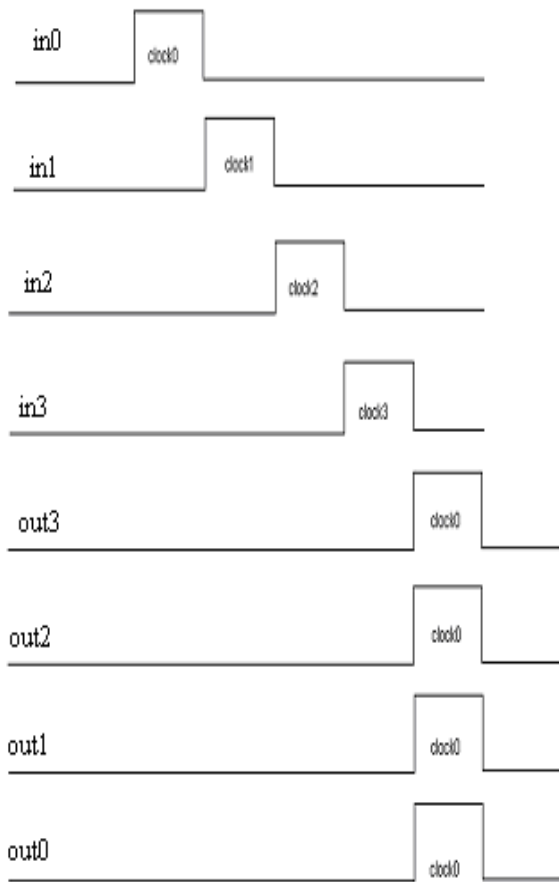 in0
clock0
in1
clock1
in2
clock2
in3
clock3
out3
clock0
out2
clock0
out1
clock0
out0
clock0